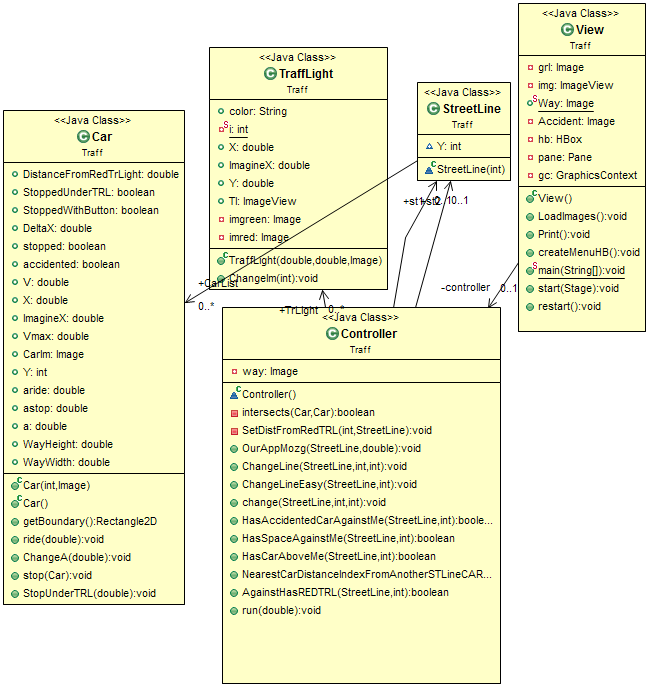 <<Java Class>>
Car
Traff
DistanceFromRedTrLight: double
StoppedUnderTRL: boolean
StoppedWithButton: boolean
DeltaX: double
stopped: boolean
accidented: boolean
V: double
X: double
ImagineX: double
Vmax: double
CarIm: Image
Y: int
aride: double
astop: double
a: double
WayHeight: double
WayWidth: double
Car(int,Image)
Car()
getBoundary():Rectangle2D
ride(double):void
ChangeA(double):void
stop(Car):void
StopUnderTRL(double):void
<<Java Class>>
TraffLight
Traff
color: String
i: int
X: double
ImagineX: double
Y: double
Tl: ImageView
imgreen: Image
imred: Image
TraffLight(double,double,Image)
ChangeIm(int):void
<<Java Class>>
StreetLine
Traff
Y: int
StreetLine(int)
<<Java Class>>
View
Traff
grl: Image
img: ImageView
Way: Image
Accident: Image
hb: HBox
pane: Pane
gc: GraphicsContext
View()
LoadImages():void
Print():void
createMenuHB():void
main(String[]):void
start(Stage):void
restart():void
+CarList
0..*
+TrLight
0..*
-controller
0..1
<<Java Class>>
Controller
Traff
way: Image
Controller()
intersects(Car,Car):boolean
SetDistFromRedTRL(int,StreetLine):void
OurAppMozg(StreetLine,double):void
ChangeLine(StreetLine,int,int):void
ChangeLineEasy(StreetLine,int):void
change(StreetLine,int,int):void
HasAccidentedCarAgainstMe(StreetLine,int):boole...
HasSpaceAgainstMe(StreetLine,int):boolean
HasCarAboveMe(StreetLine,int):boolean
NearestCarDistanceIndexFromAnotherSTLineCAR...
AgainstHasREDTRL(StreetLine,int):boolean
run(double):void